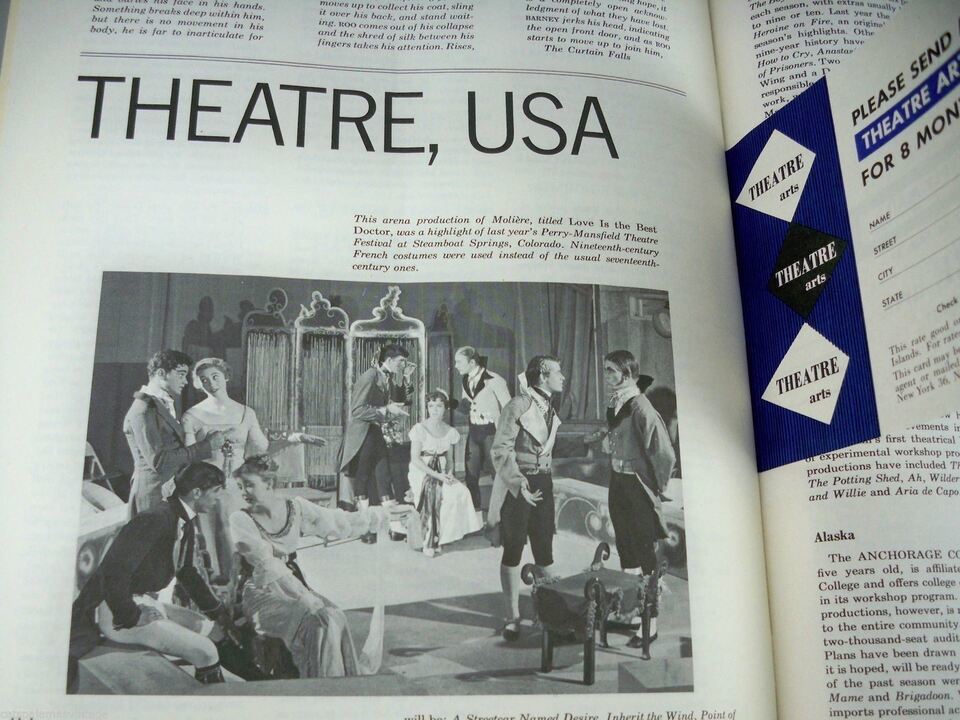 and buries his face in his hands.
Something breaks deep within him,
but there is no movement in his
body, he is far to inarticulate for
moves up to collect his coat, sling
it over his back, and stand wait-
ing. ROO comes out of his collapse
and the shred of silk between his
fingers takes his attention. Rises,
a completely open acknow-
ledgment of what they have lost
BARNEY jerks his head, indicating
the open front door, and as ROO
starts to move up to join him,
The Curtain Falls
THEATRE, USA
This arena production of Molière, titled Love Is the Best
Doctor, was a highlight of last year's Perry-Mansfield Theatre
Festival at Steamboat Springs, Colorado. Nineteenth-century
French costumes were used instead of the usual seventeenth-
century ones.
will be: A Streetcar Named Desire, Inherit the Wind, Point of
each season, with extras usually
to nine or ten. Last year the
Heroine on Fire, an origin
season's highlights. Othe
nine-year history have
How to Cry, Anastas
of Prisoners. Two
Wing and a
responsible
work,
THEATRE
arts
THEATRE
arts
THEATRE
arts
PLEASE SEND
THEATRE AR
FOR 8 MON
NAME
STREET
CITY
STATE
Check
This rate good o
Islands. For rate
This card may be
agent or mailed
New York 36, N
vements in
's first theatrical
of experimental workshop pro
productions have included Th
The Potting Shed, Ah, Wilder
and Willie and Aria de Capo
Alaska
The ANCHORAGE CO
five years old, is affiliate
College and offers college
in its workshop program.
productions, however, is
to the entire community
two-thousand-seat audit
Plans have been drawn
it is hoped, will be ready
of the past season wer
Mame and Brigadoon.
imports professional ac